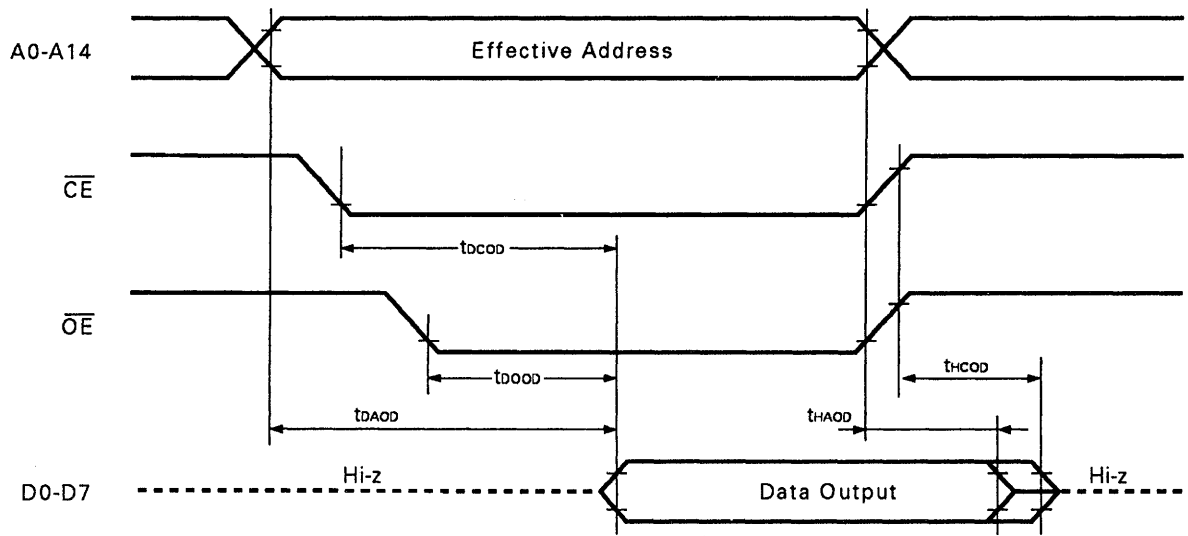 A0-A14
Effective Address
CE
tDCOD
OE
tDOOD
tHCOD
tDAOD
tHAOD
D0-D7
Hi-z
Data Output
Hi-z